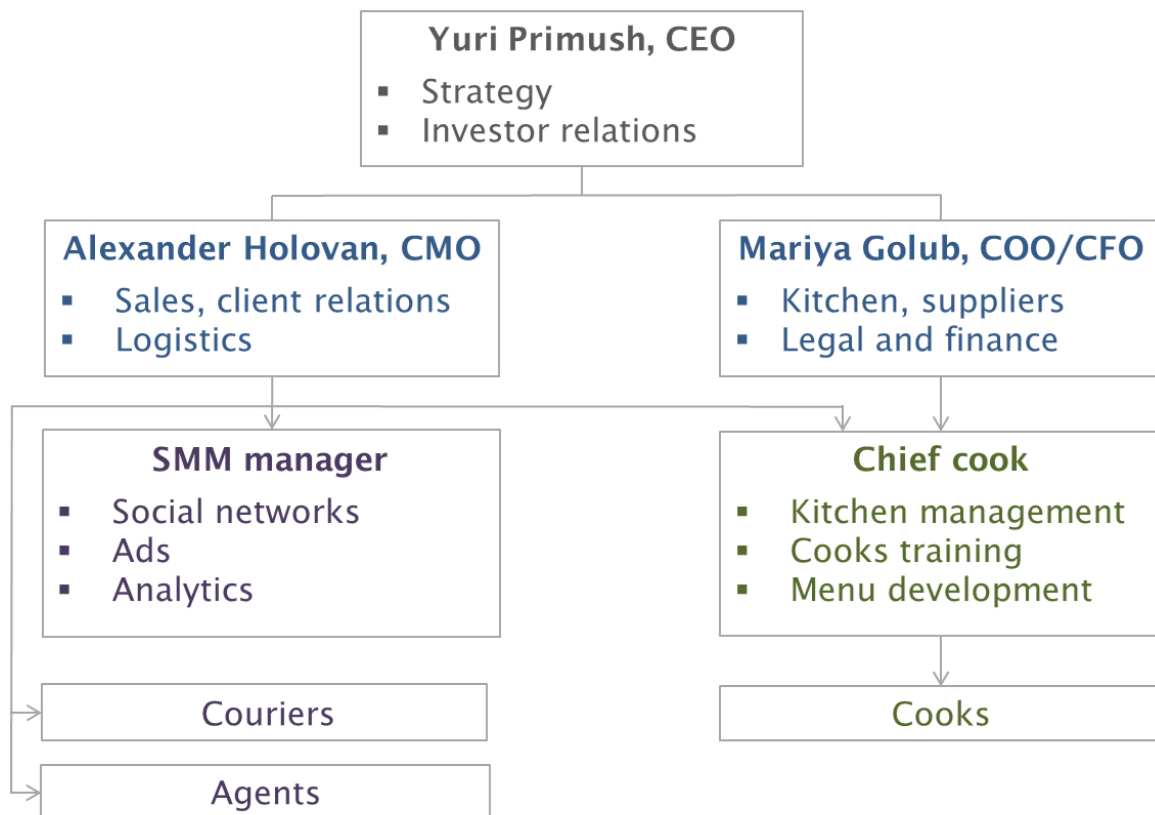 Yuri Primush, CEO
▪ Strategy
▪ Investor relations
Alexander Holovan, CMO
▪ Sales, client relations
▪ Logistics
Mariya Golub, COO/CFO
▪ Kitchen, suppliers
▪ Legal and finance
SMM manager
▪ Social networks
▪ Ads
▪ Analytics
Chief cook
▪ Kitchen management
▪ Cooks training
▪ Menu development
Couriers
Cooks
Agents